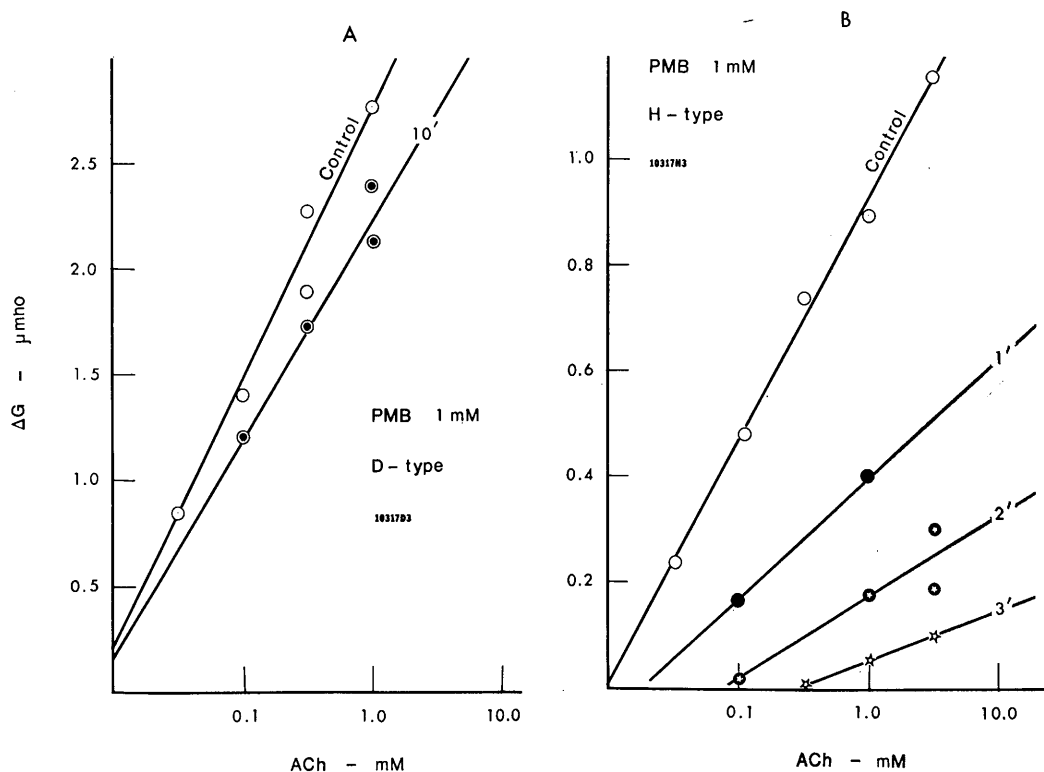 A
ΔG - μmho
2.5
2.0
1.5
1.0
0.5
Control
10'
PMB 1 mM
D - type
10317D3
0.1 1.0 10.0
ACh - mM
B
PMB 1 mM
H - type
10317H3
1.0
0.8
0.6
0.4
0.2
Control
1'
2'
3'
0.1 1.0 10.0
ACh - mM